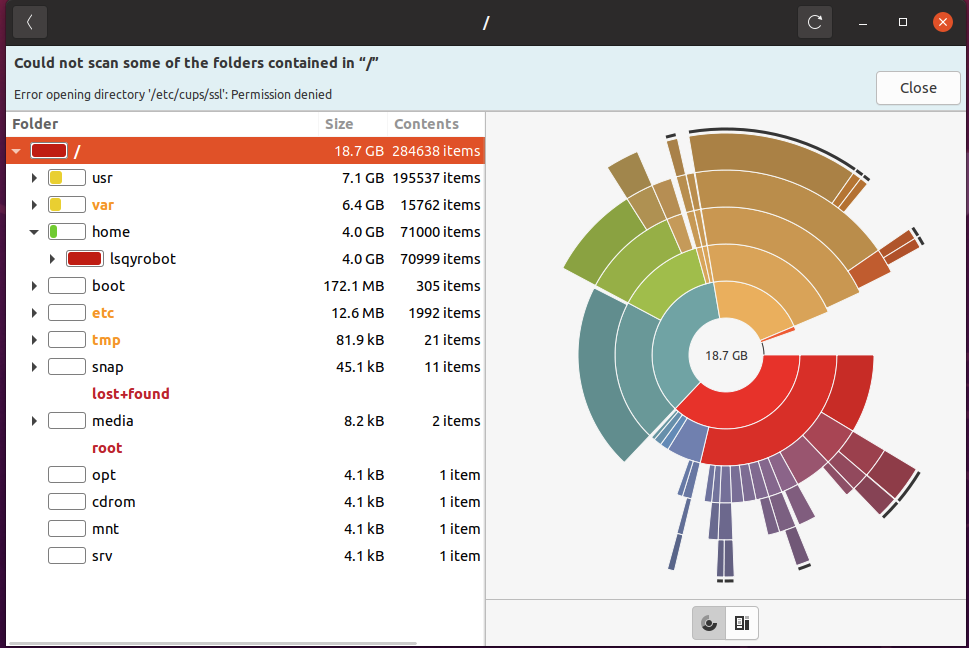 /
Could not scan some of the folders contained in “/”
Error opening directory '/etc/cups/ssl': Permission denied
Close
Folder Size Contents
/ 18.7 GB 284638 items
usr 7.1 GB 195537 items
var 6.4 GB 15762 items
home 4.0 GB 71000 items
lsqyrobot 4.0 GB 70999 items
boot 172.1 MB 305 items
etc 12.6 MB 1992 items
tmp 81.9 kB 21 items
snap 45.1 kB 11 items
lost+found
media 8.2 kB 2 items
root
opt 4.1 kB 1 item
cdrom 4.1 kB 1 item
mnt 4.1 kB 1 item
srv 4.1 kB 1 item
18.7 GB